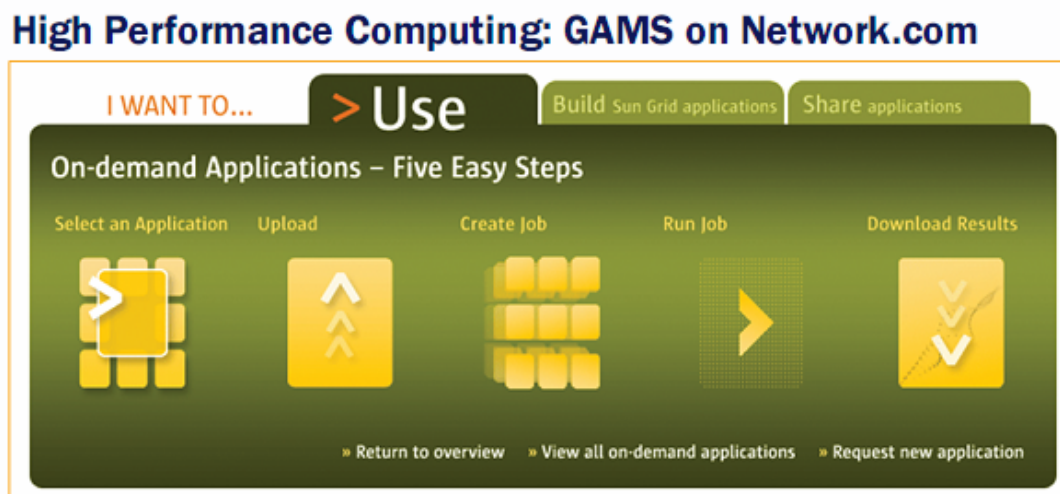 High Performance Computing: GAMS on Network.com
I WANT TO... > Use Build Sun Grid applications Share applications
On-demand Applications – Five Easy Steps
Select an Application Upload Create Job Run Job Download Results
» Return to overview » View all on-demand applications » Request new application